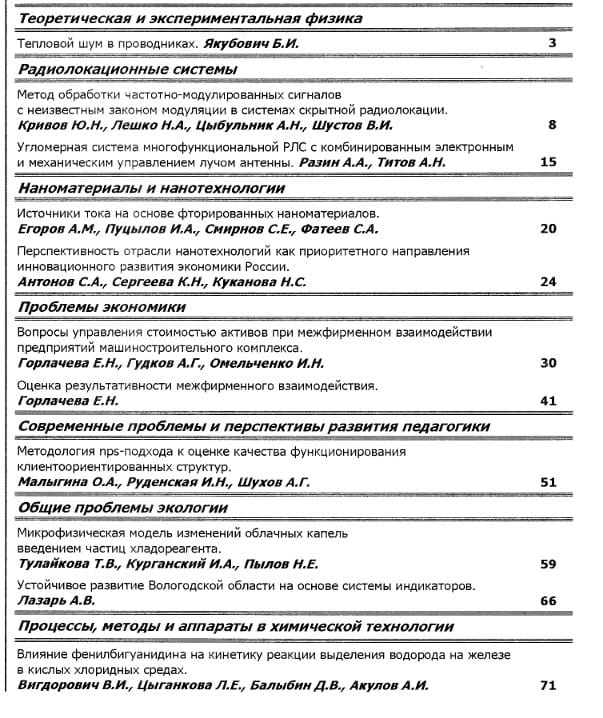 Теоретическая и экспериментальная физика
Тепловой шум в проводниках. Якубович Б.И. 3
Радиолокационные системы
Метод обработки частотно-модулированных сигналов
с неизвестным законом модуляции в системах скрытной радиолокации.
Кривов Ю.Н., Лешко Н.А., Цыбульник А.Н., Шустов В.И. 8
Угломерная система многофункциональной РЛС с комбинированным электронным
и механическим управлением лучом антенны. Разин А.А., Титов А.Н. 15
Наноматериалы и нанотехнологии
Источники тока на основе фторированных наноматериалов.
Егоров А.М., Пуцылов И.А., Смирнов С.Е., Фатеев С.А. 20
Перспективность отрасли нанотехнологий как приоритетного направления
инновационного развития экономики России.
Антонов С.А., Сергеева К.Н., Куканова Н.С. 24
Проблемы экономики
Вопросы управления стоимостью активов при межфирменном взаимодействии
предприятий машиностроительного комплекса.
Горлачева Е.Н., Гудков А.Г., Омельченко И.Н. 30
Оценка результативности межфирменного взаимодействия.
Горлачева Е.Н. 41
Современные проблемы и перспективы развития педагогики
Методология nps-подхода к оценке качества функционирования
клиентоориентированных структур.
Малыгина О.А., Руденская И.Н., Шухов А.Г. 51
Общие проблемы экологии
Микрофизическая модель изменений облачных капель
введением частиц хладореагента.
Тулайкова Т.В., Курганский И.А., Пылов Н.Е. 59
Устойчивое развитие Вологодской области на основе системы индикаторов.
Лазарь А.В. 66
Процессы, методы и аппараты в химической технологии
Влияние фенилбигуанидина на кинетику реакции выделения водорода на железе
в кислых хлоридных средах.
Вигдорович В.И., Цыганкова Л.Е., Балыбин Д.В., Акулов А.И. 71